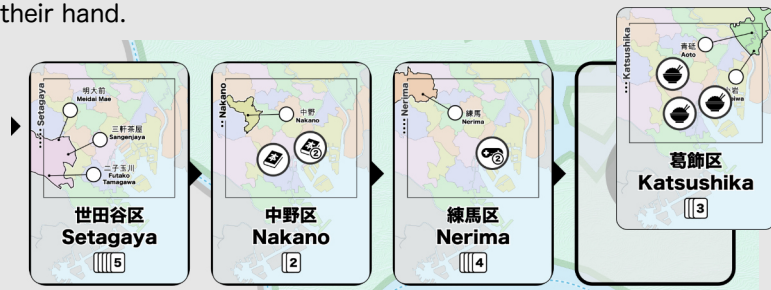 their hand.
Setagaya
明大前
Meidai Mae
三軒茶屋
Sangenjaya
二子玉川
Futako
Tamagawa
世田谷区
Setagaya
5
Nakano
中野
Nakano
2
中野区
Nakano
2
Nerima
練馬
Nerima
2
練馬区
Nerima
4
Katsushika
青砥
Aoto
岩
iwa
葛飾区
Katsushika
3